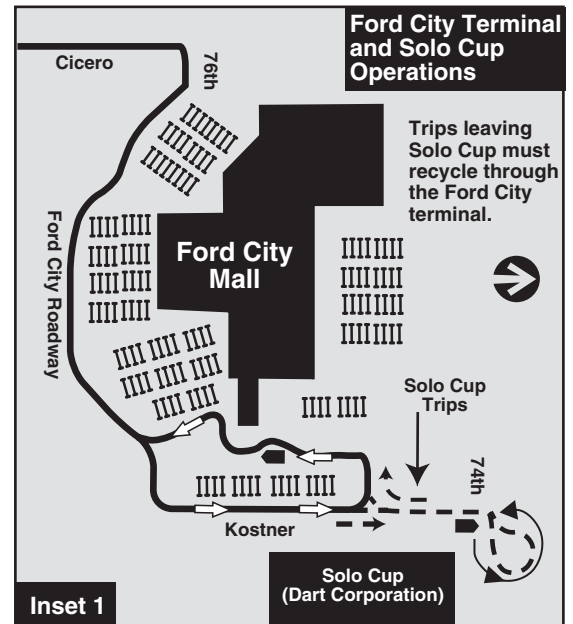 Ford City Terminal
and Solo Cup
Operations
Cicero
76th
Trips leaving
Solo Cup must
recycle through
the Ford City
terminal.
Ford City Roadway
Ford City
Mall
Solo Cup
Trips
74th
Kostner
Solo Cup
(Dart Corporation)
Inset 1